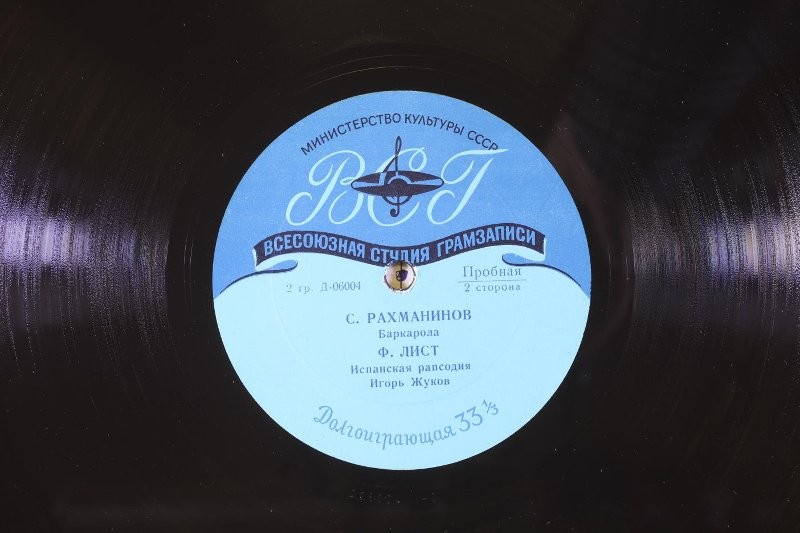 МИНИСТЕРСТВО КУЛЬТУРЫ СССР
ВСГ
ВСЕСОЮЗНАЯ СТУДИЯ ГРАМЗАПИСИ
2 гр. Д-06004
Пробная
2 сторона
С. РАХМАНИНОВ
Баркарола
Ф. ЛИСТ
Испанская рапсодия
Игорь Жуков
Долгоиграющая 33 1/3